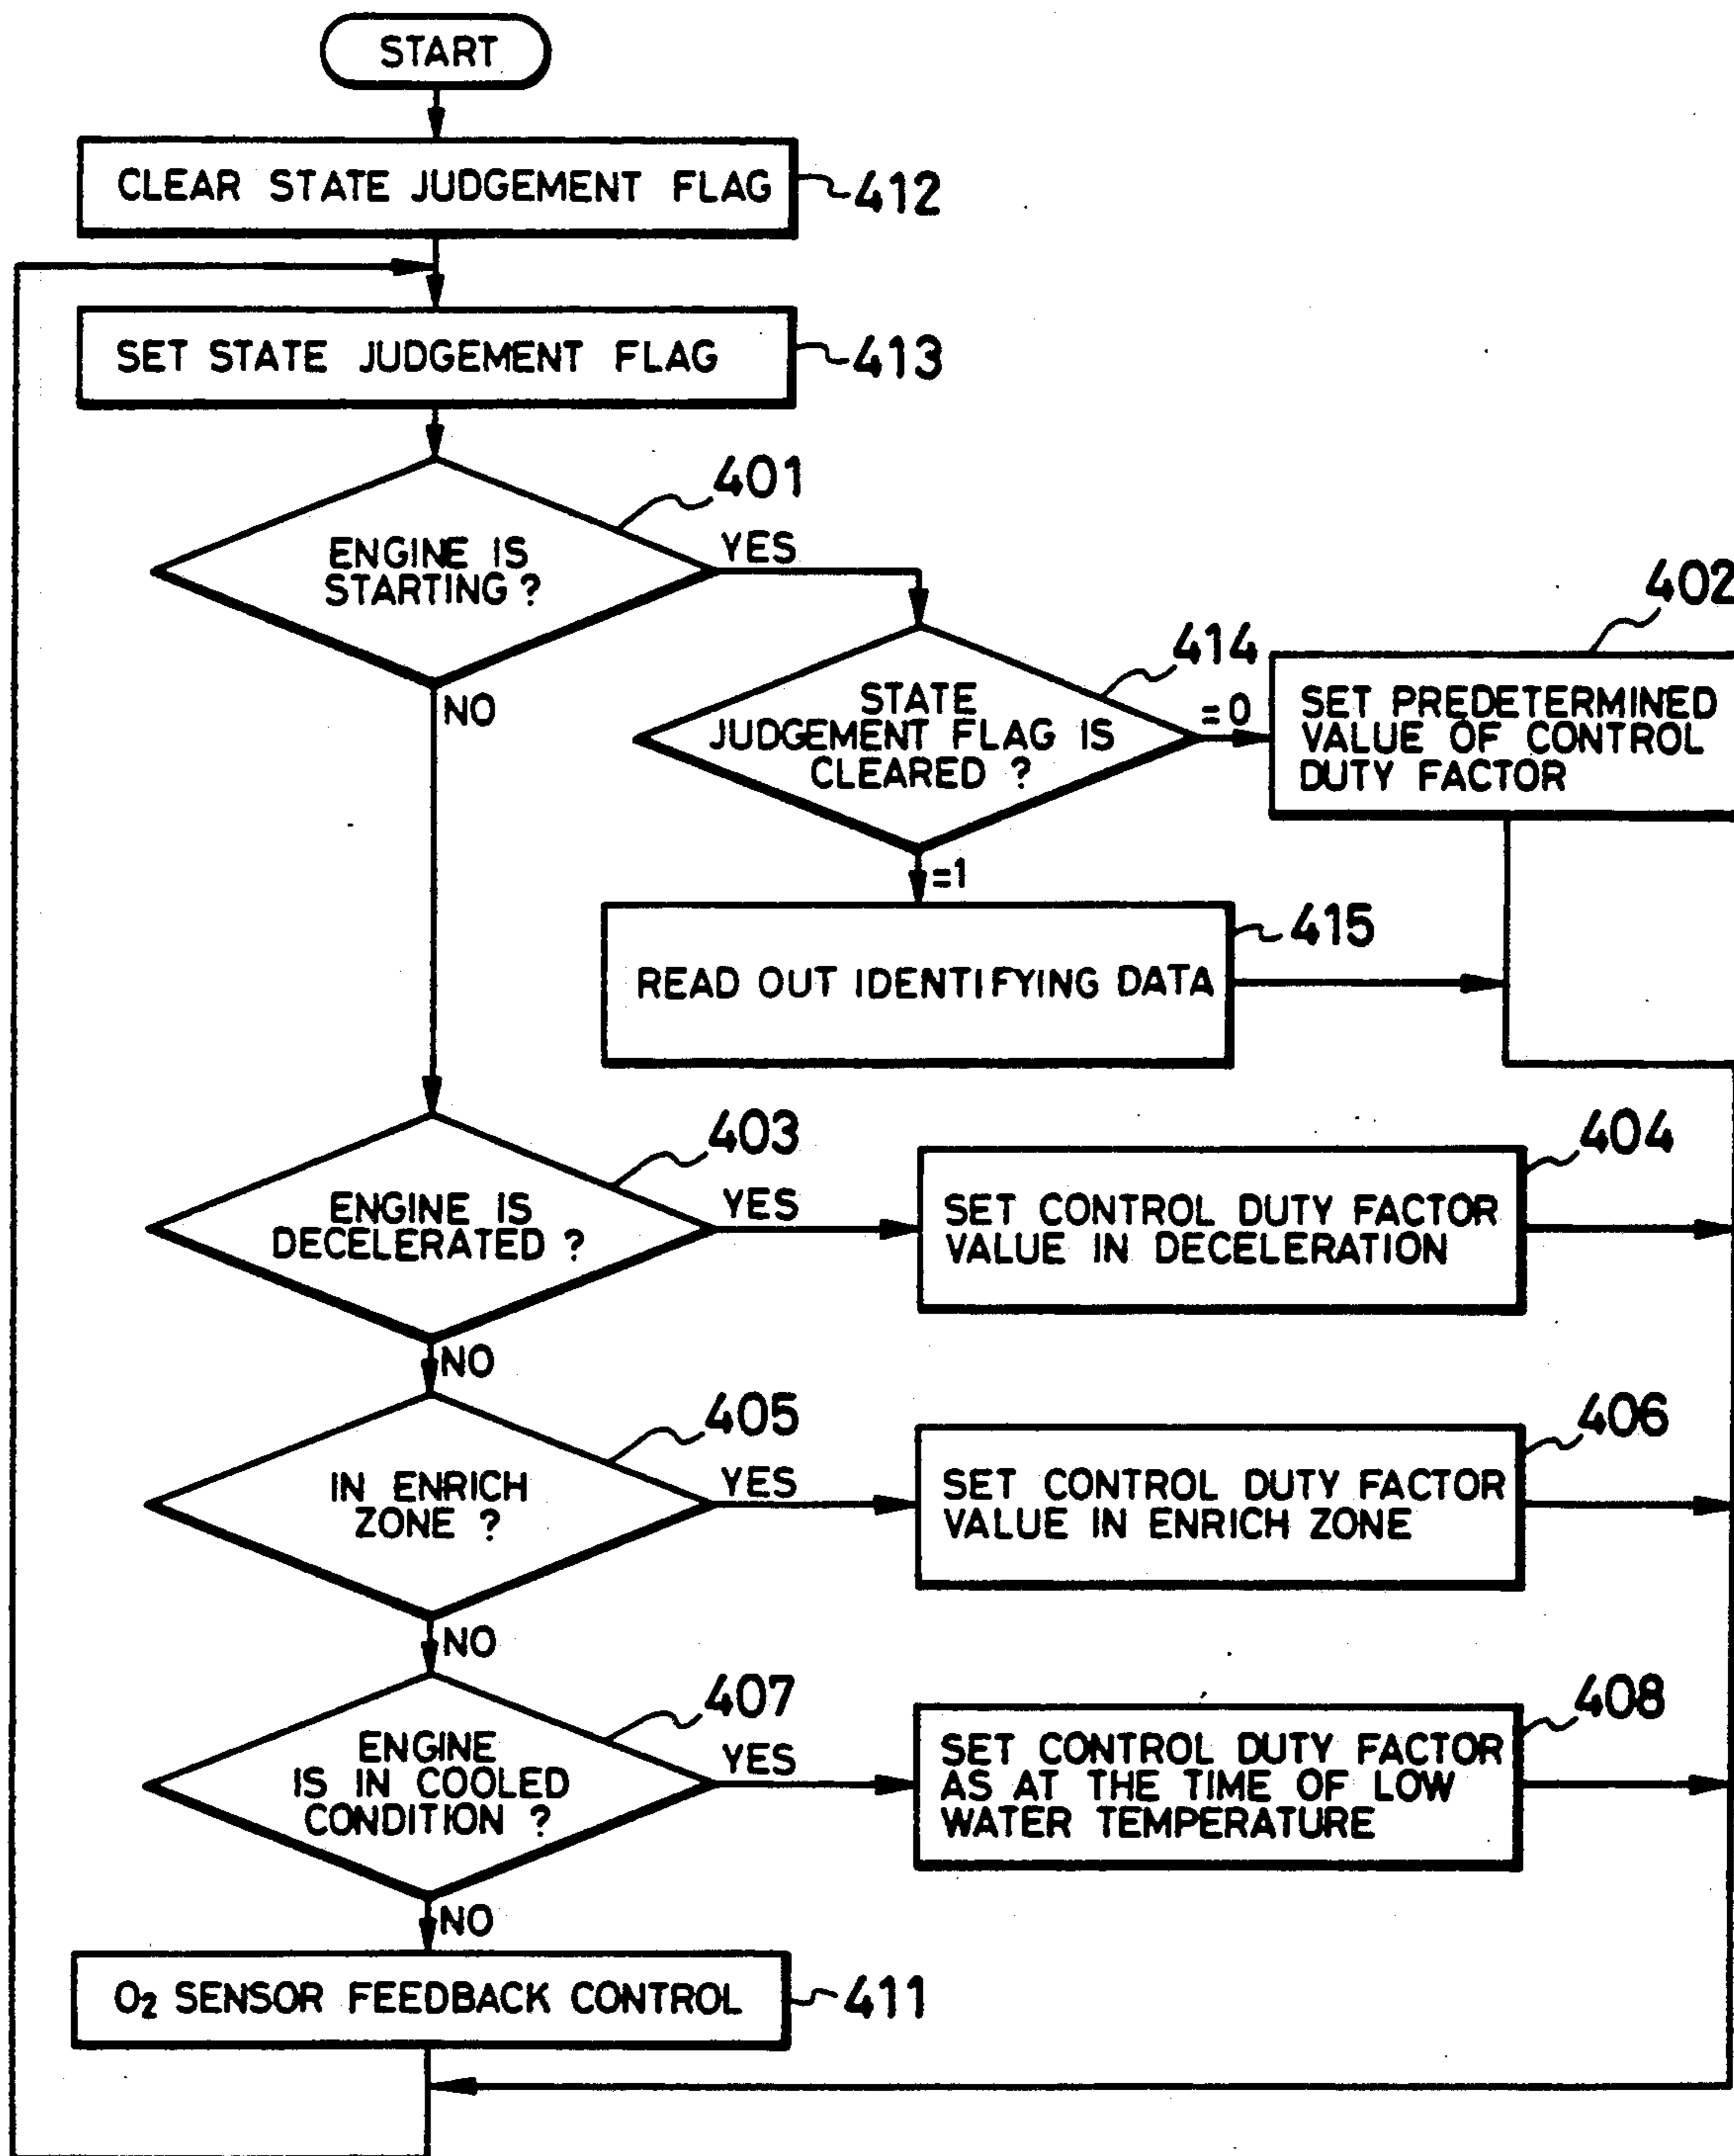 START
CLEAR STATE JUDGEMENT FLAG
412
SET STATE JUDGEMENT FLAG
413
401
ENGINE IS
STARTING ?
YES
NO
402
414
STATE
JUDGEMENT FLAG IS
CLEARED ?
=0
SET PREDETERMINED
VALUE OF CONTROL
DUTY FACTOR
=1
415
READ OUT IDENTIFYING DATA
403
ENGINE IS
DECELERATED ?
YES
404
SET CONTROL DUTY FACTOR
VALUE IN DECELERATION
NO
405
IN ENRICH
ZONE ?
YES
406
SET CONTROL DUTY FACTOR
VALUE IN ENRICH ZONE
NO
407
ENGINE
IS IN COOLED
CONDITION ?
YES
408
SET CONTROL DUTY FACTOR
AS AT THE TIME OF LOW
WATER TEMPERATURE
NO
O₂ SENSOR FEEDBACK CONTROL
411